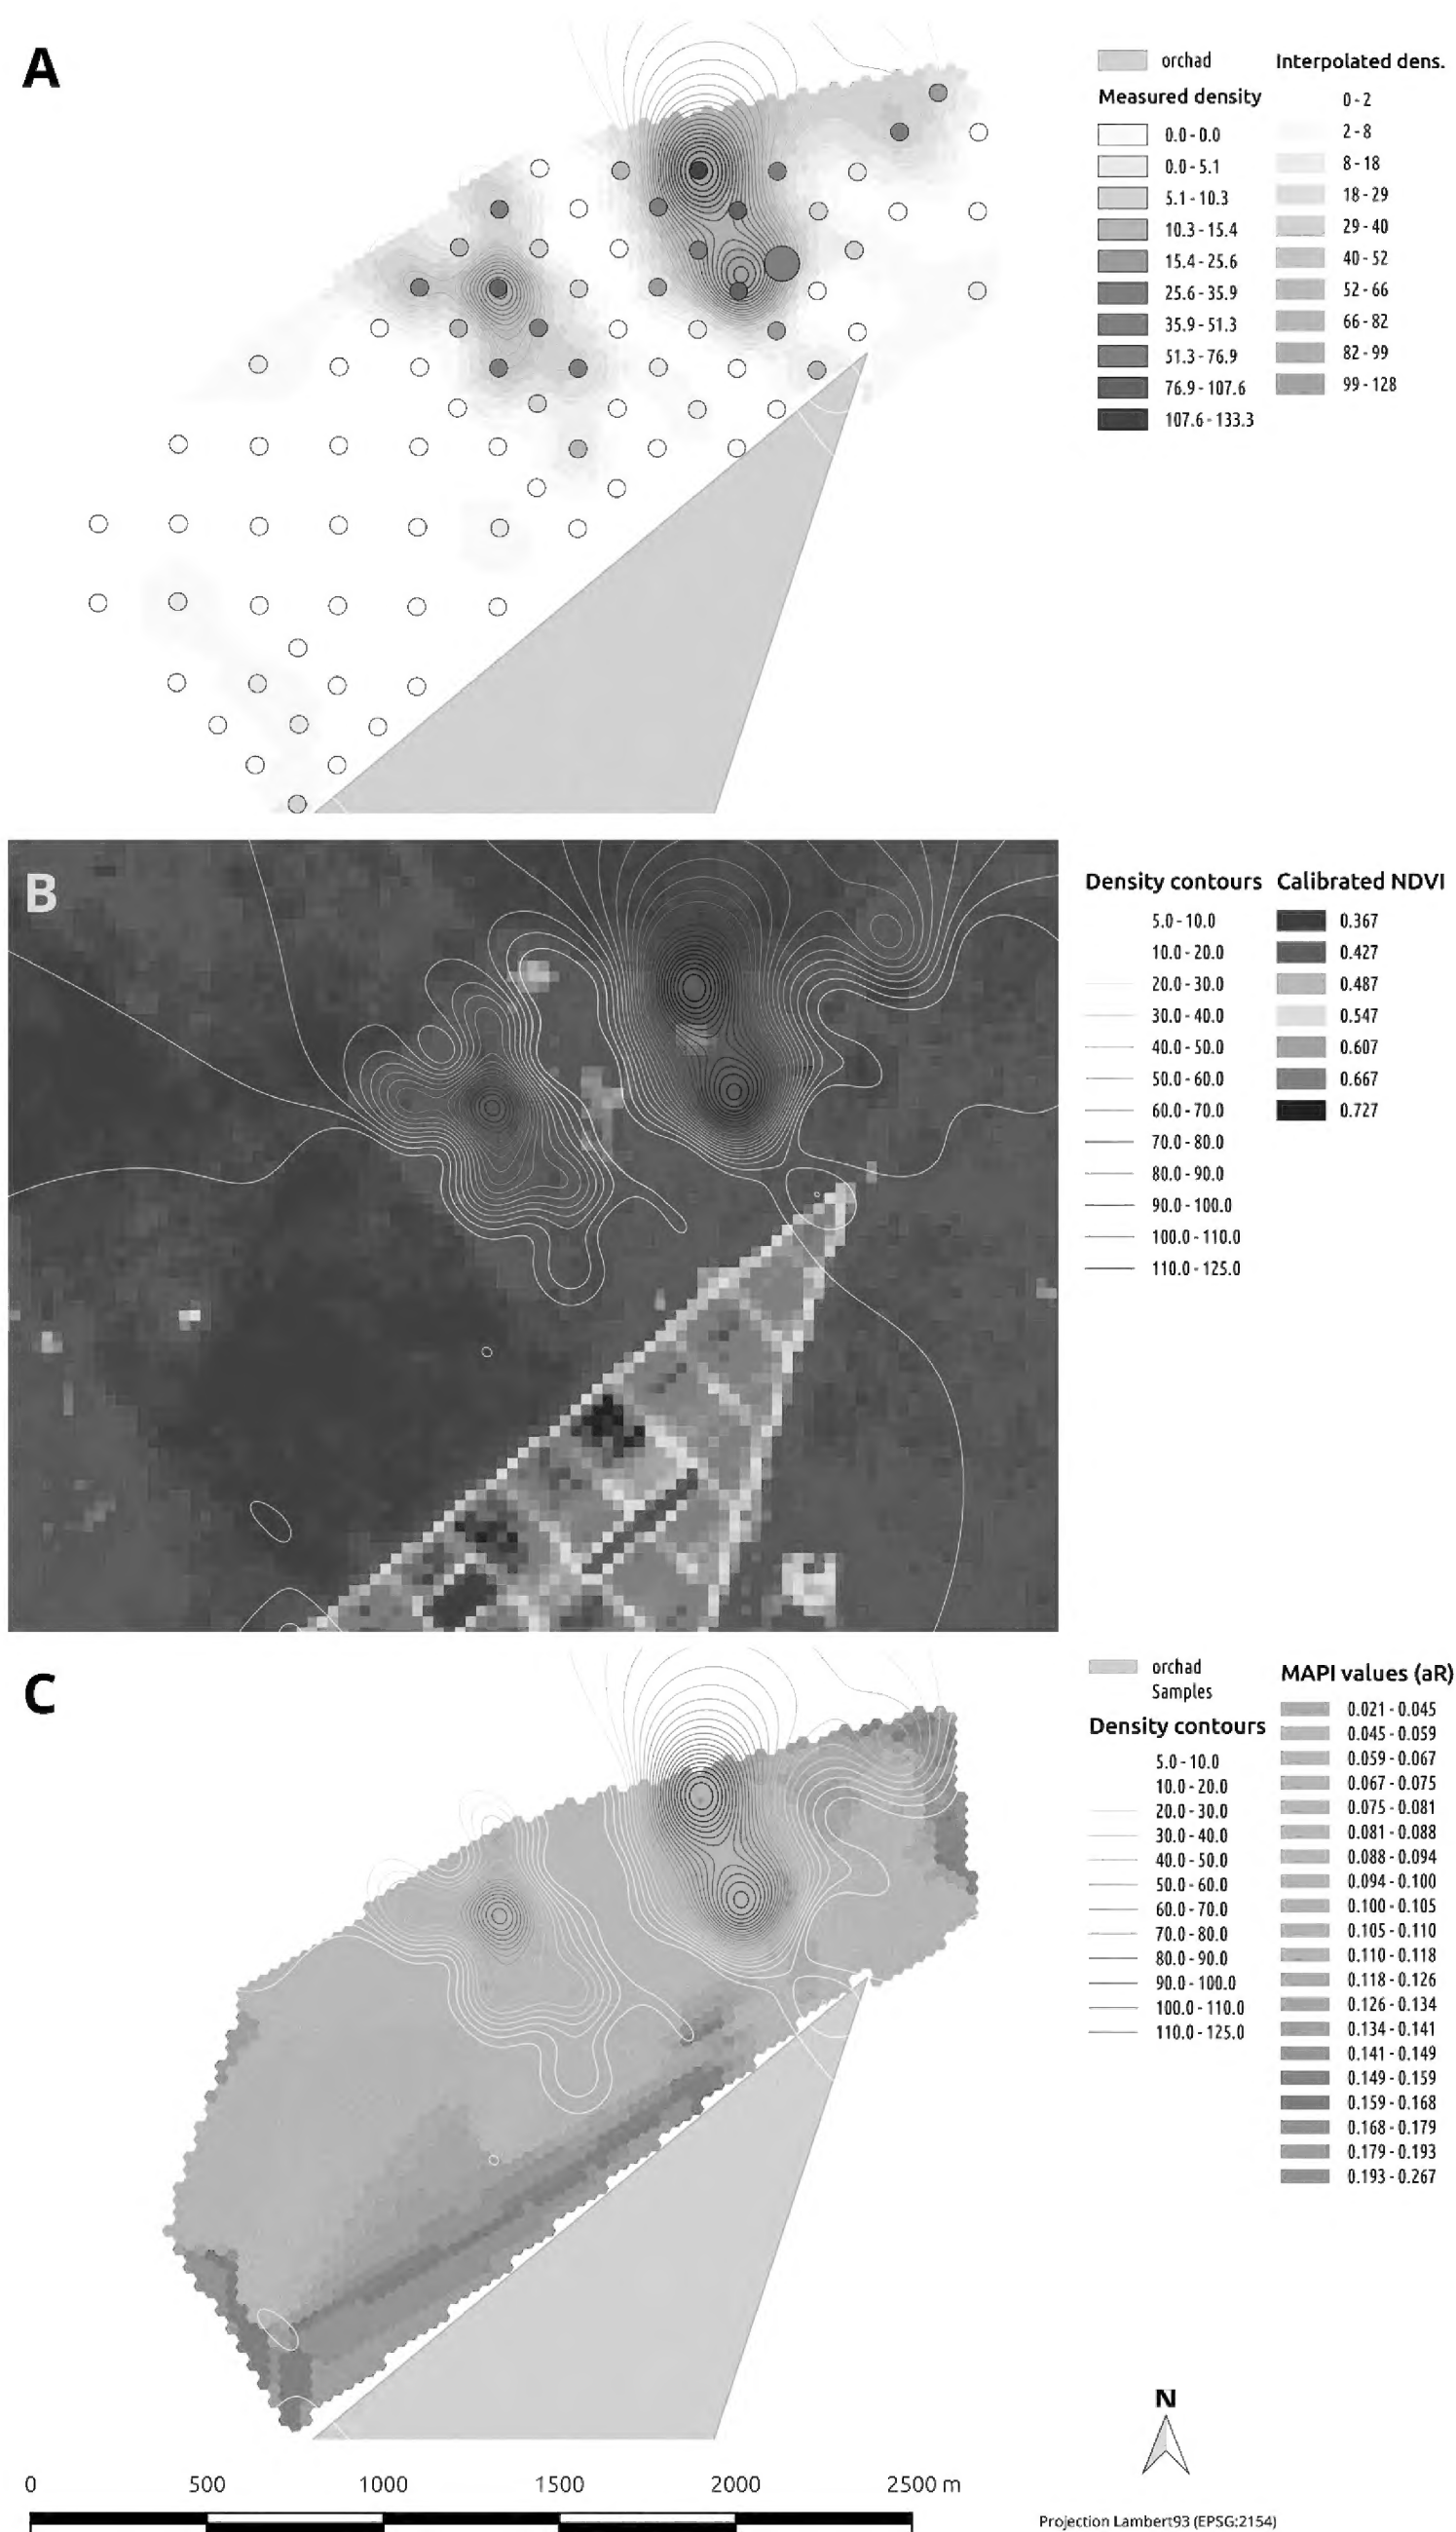 A
orchad
Measured density
0.0 - 0.0
0.0 - 5.1
5.1 - 10.3
10.3 - 15.4
15.4 - 25.6
25.6 - 35.9
35.9 - 51.3
51.3 - 76.9
76.9 - 107.6
107.6 - 133.3
Interpolated dens.
0 - 2
2 - 8
8 - 18
18 - 29
29 - 40
40 - 52
52 - 66
66 - 82
82 - 99
99 - 128
B
Density contours
5.0 - 10.0
10.0 - 20.0
20.0 - 30.0
30.0 - 40.0
40.0 - 50.0
50.0 - 60.0
60.0 - 70.0
70.0 - 80.0
80.0 - 90.0
90.0 - 100.0
100.0 - 110.0
110.0 - 125.0
Calibrated NDVI
0.367
0.427
0.487
0.547
0.607
0.667
0.727
C
orchad
Samples
Density contours
5.0 - 10.0
10.0 - 20.0
20.0 - 30.0
30.0 - 40.0
40.0 - 50.0
50.0 - 60.0
60.0 - 70.0
70.0 - 80.0
80.0 - 90.0
90.0 - 100.0
100.0 - 110.0
110.0 - 125.0
MAPI values (aR)
0.021 - 0.045
0.045 - 0.059
0.059 - 0.067
0.067 - 0.075
0.075 - 0.081
0.081 - 0.088
0.088 - 0.094
0.094 - 0.100
0.100 - 0.105
0.105 - 0.110
0.110 - 0.118
0.118 - 0.126
0.126 - 0.134
0.134 - 0.141
0.141 - 0.149
0.149 - 0.159
0.159 - 0.168
0.168 - 0.179
0.179 - 0.193
0.193 - 0.267
N
0 500 1000 1500 2000 2500 m
Projection Lambert93 (EPSG:2154)